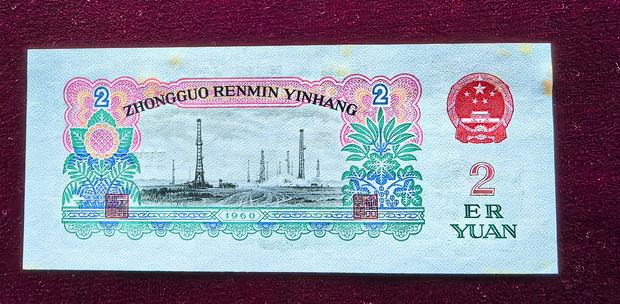 2
2
ZHONGGUO RENMIN YINHANG
1960
2
ER
YUAN